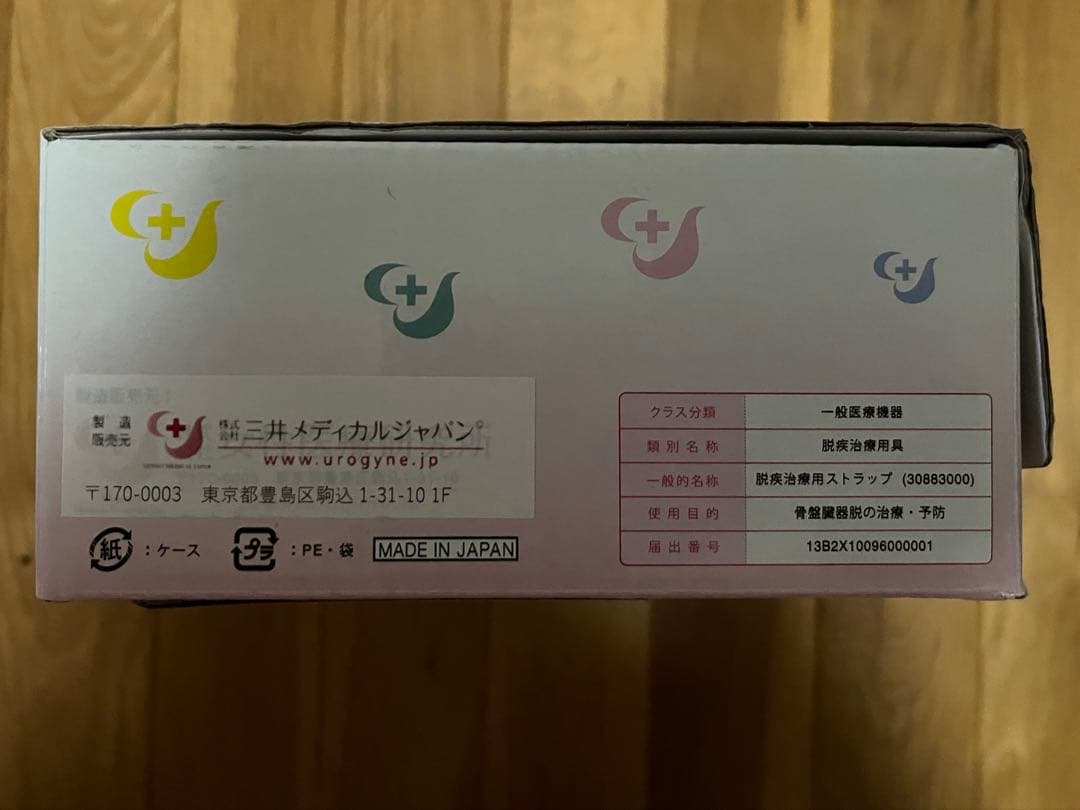 製造
販売元
株式
会社 三井メディカルジャパン
www.urogyne.jp
〒170-0003 東京都豊島区駒込 1-31-10 1F
紙 : ケース プラ : PE・袋 MADE IN JAPAN
クラス分類 一般医療機器
類別名称 脱疾治療用具
一般的名称 脱疾治療用ストラップ (30883000)
使用目的 骨盤臓器脱の治療・予防
届出番号 13B2X10096000001